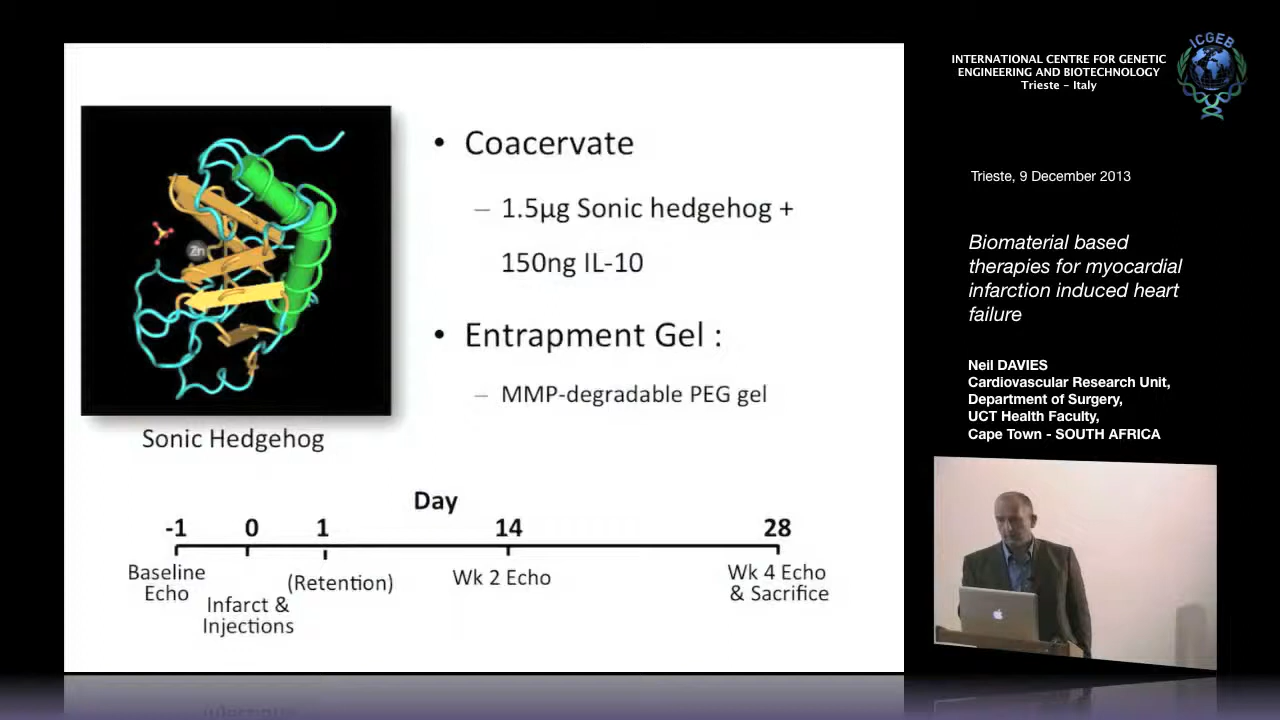 Zn
Sonic Hedgehog
• Coacervate
– 1.5µg Sonic hedgehog +
150ng IL-10
• Entrapment Gel :
– MMP-degradable PEG gel
Day
-1 0 1 14 28
Baseline
Echo
Infarct &
Injections
(Retention)
Wk 2 Echo
Wk 4 Echo
& Sacrifice
INTERNATIONAL CENTRE FOR GENETIC
ENGINEERING AND BIOTECHNOLOGY
Trieste – Italy
ICGEB
Trieste, 9 December 2013
Biomaterial based
therapies for myocardial
infarction induced heart
failure
Neil DAVIES
Cardiovascular Research Unit,
Department of Surgery,
UCT Health Faculty,
Cape Town - SOUTH AFRICA